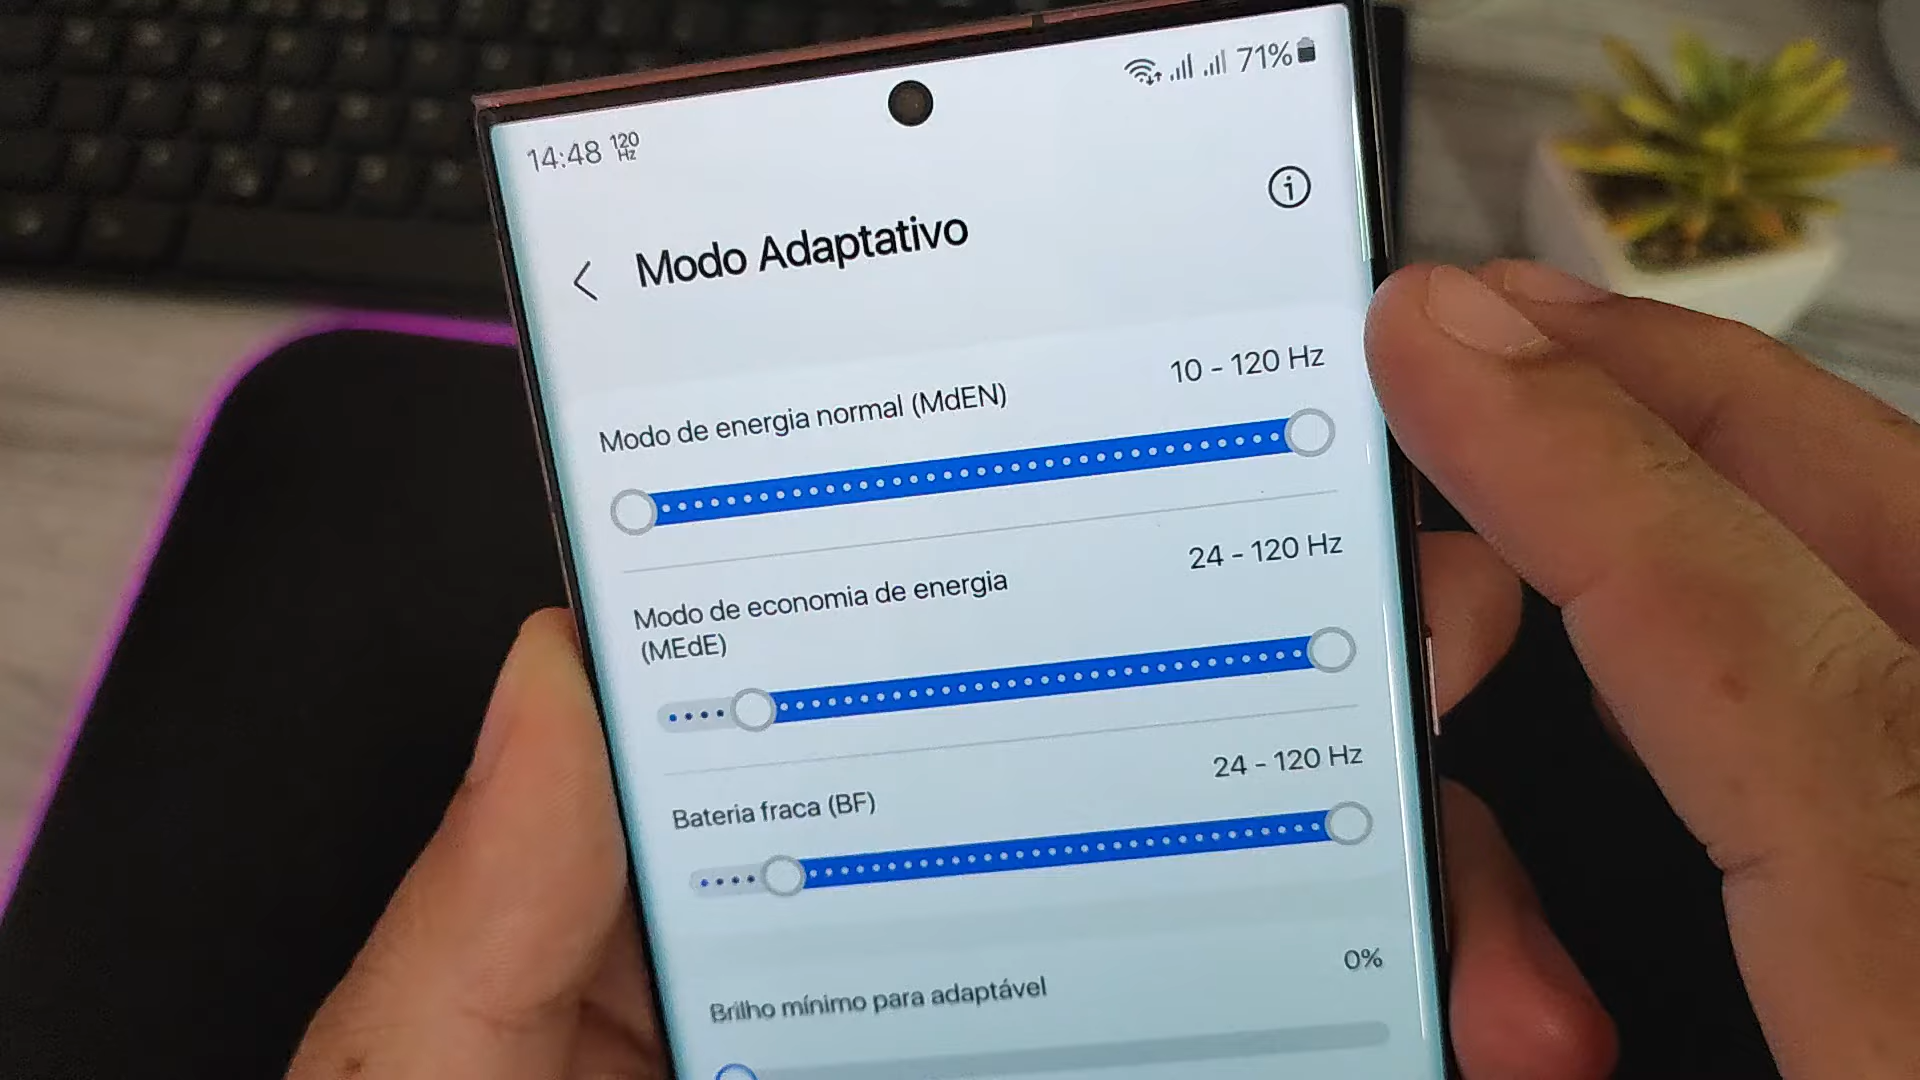 14:48 120 Hz 71%
Modo Adaptativo
Modo de energia normal (MdEN) 10 - 120 Hz
Modo de economia de energia 24 - 120 Hz
(MEdE)
Bateria fraca (BF) 24 - 120 Hz
Brilho mínimo para adaptável 0%